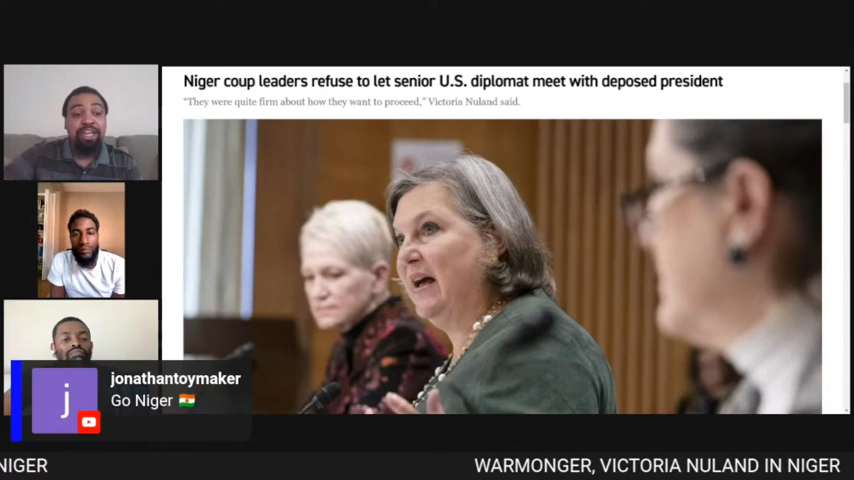 Niger coup leaders refuse to let senior U.S. diplomat meet with deposed president
"They were quite firm about how they want to proceed," Victoria Nuland said.
j
jonathantoymaker
Go Niger 🇳🇪
NIGER
WARMONGER, VICTORIA NULAND IN NIGER